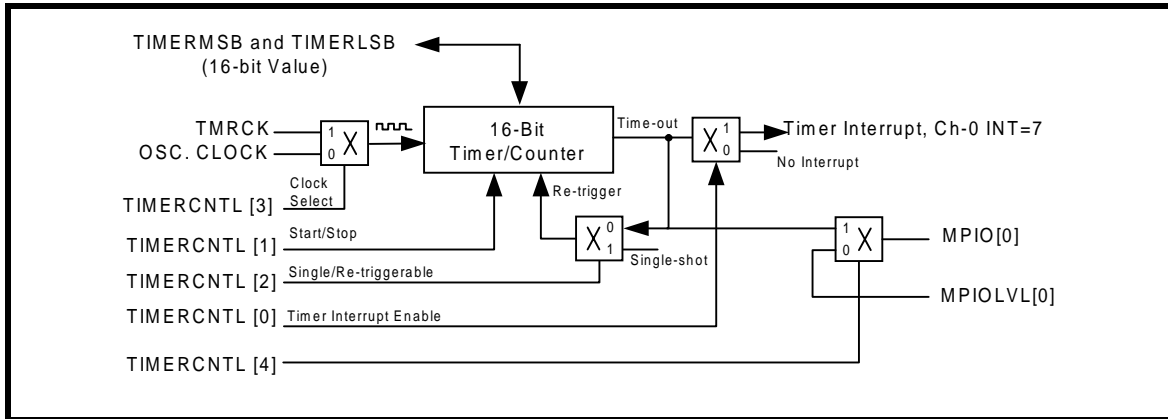 TIMERMSB and TIMERLSB
(16-bit Value)
TMRCK
OSC. CLOCK
1
0
X
16-Bit
Timer/Counter
Time-out
X
1
0
Timer Interrupt, Ch-0 INT=7
No Interrupt
Clock
Select
Re-trigger
TIMERCNTL [3]
TIMERCNTL [1]
Start/Stop
X
0
1
Single-shot
1
0
X
MPIO[0]
TIMERCNTL [2]
Single/Re-triggerable
MPIOLVL[0]
TIMERCNTL [0]
Timer Interrupt Enable
TIMERCNTL [4]